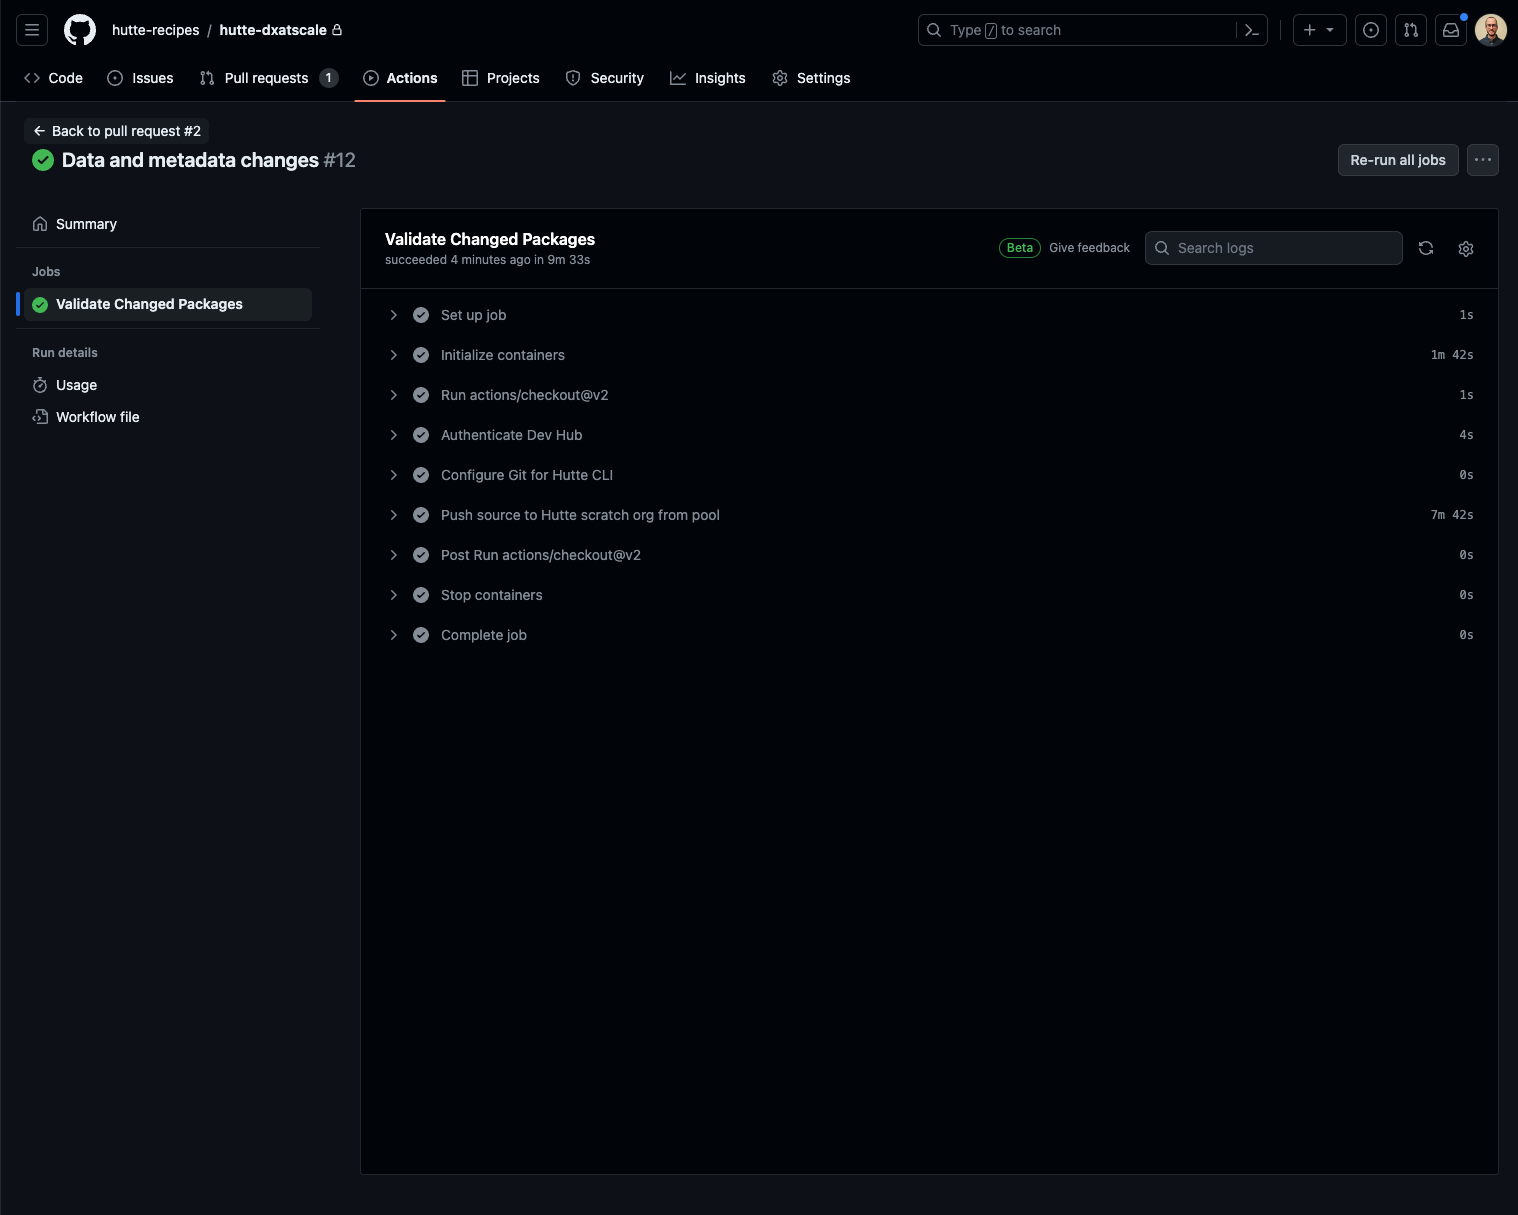 hutte-recipes / hutte-dxatscale
Type / to search
Code
Issues
Pull requests 1
Actions
Projects
Security
Insights
Settings
Back to pull request #2
Data and metadata changes #12
Re-run all jobs
Summary
Jobs
Validate Changed Packages
Run details
Usage
Workflow file
Validate Changed Packages
succeeded 4 minutes ago in 9m 33s
Beta
Give feedback
Search logs
Set up job 1s
Initialize containers 1m 42s
Run actions/checkout@v2 1s
Authenticate Dev Hub 4s
Configure Git for Hutte CLI 0s
Push source to Hutte scratch org from pool 7m 42s
Post Run actions/checkout@v2 0s
Stop containers 0s
Complete job 0s